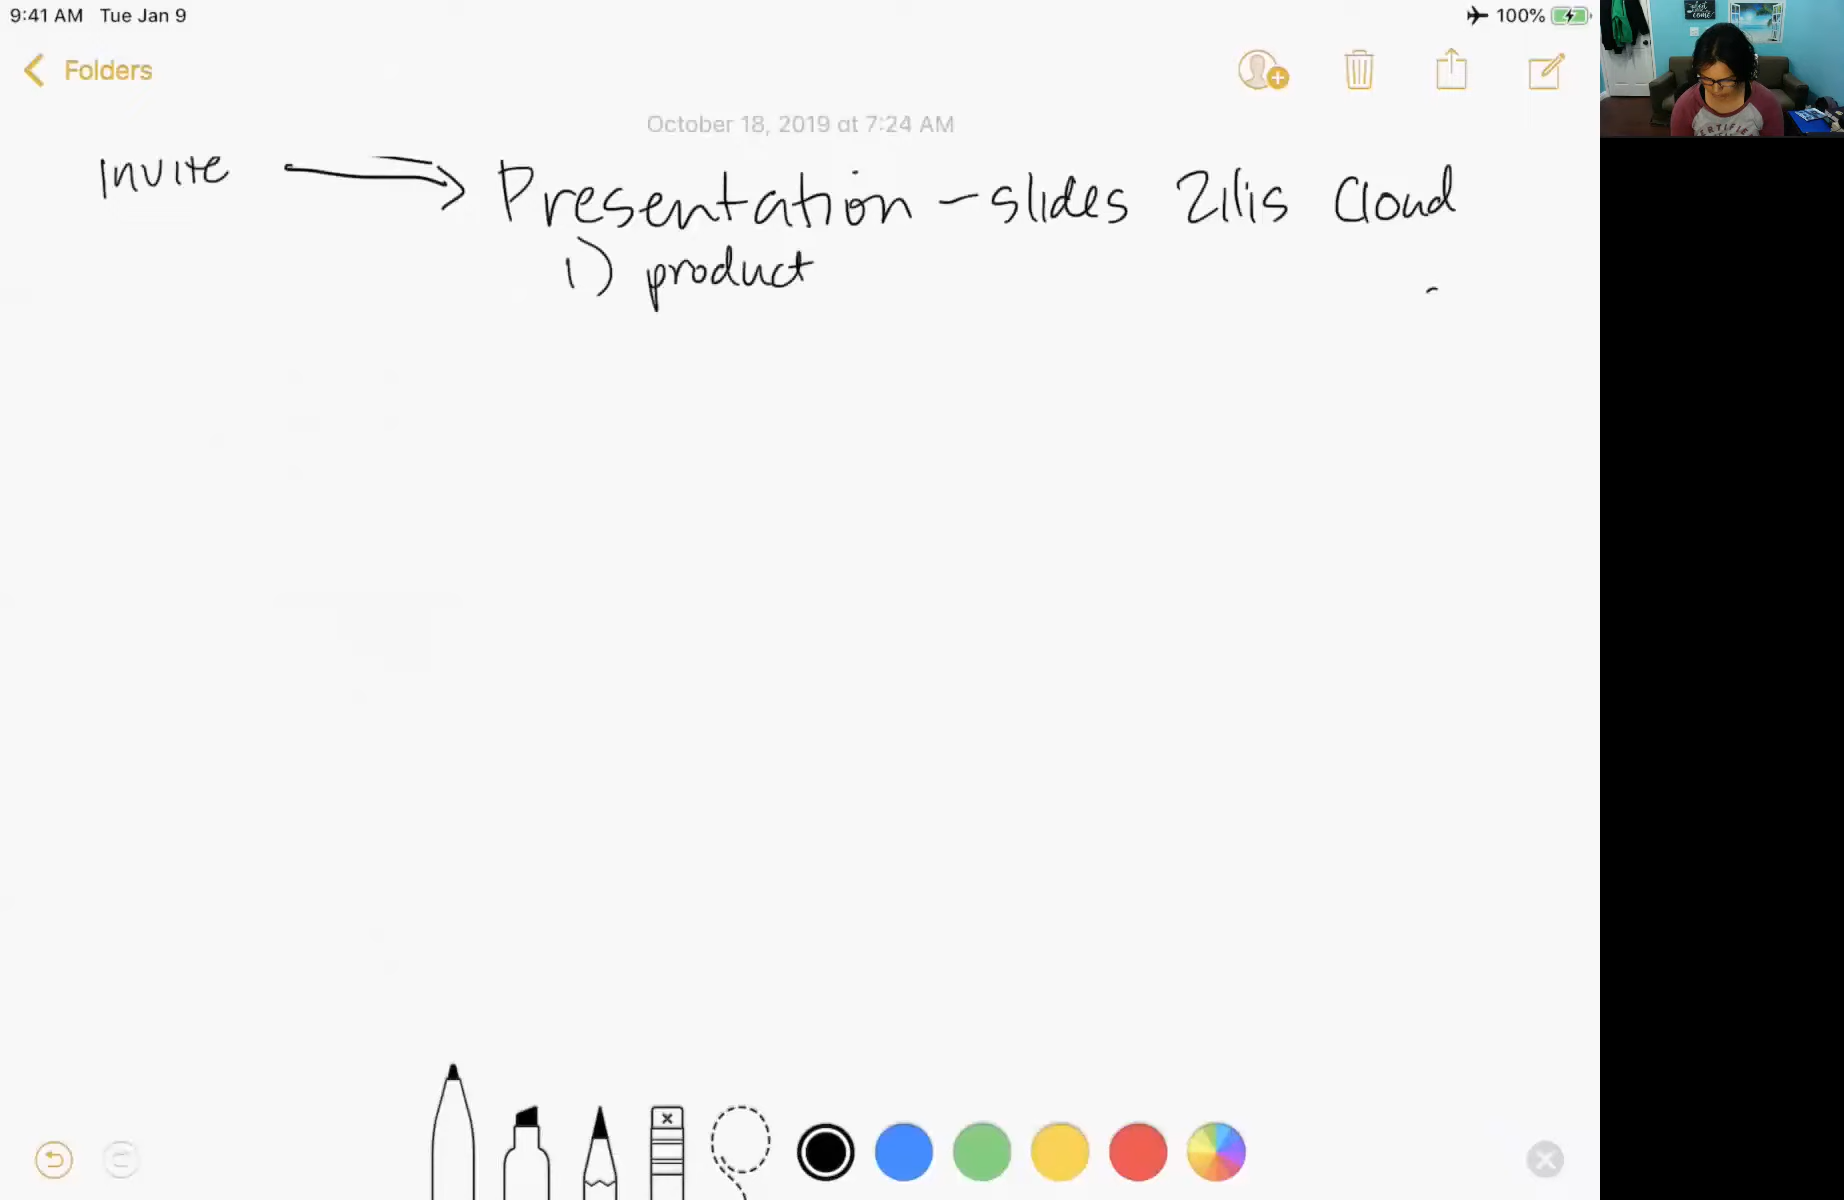 9:41 AM Tue Jan 9 100%
Folders
October 18, 2019 at 7:24 AM
Invite → Presentation - slides Zilis Cloud
1) product